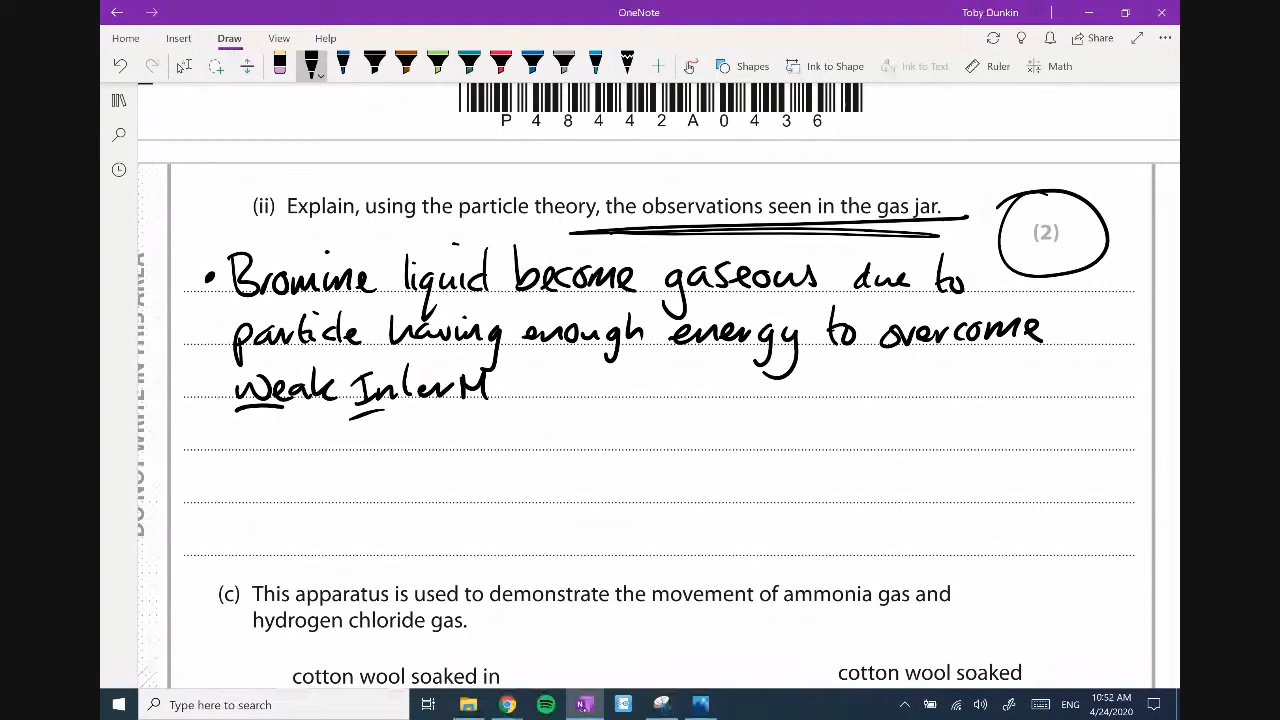 OneNote
Toby Dunkin
Home Insert Draw View Help
Share
Shapes Ink to Shape Ink to Text Ruler Math
P 4 8 4 4 2 A 0 4 3 6
(ii) Explain, using the particle theory, the observations seen in the gas jar.
(2)
• Bromine liquid become gaseous due to
particle having enough energy to overcome
weak InterM
(c) This apparatus is used to demonstrate the movement of ammonia gas and
hydrogen chloride gas.
cotton wool soaked in
cotton wool soaked
Type here to search
ENG
10:52 AM
4/24/2020